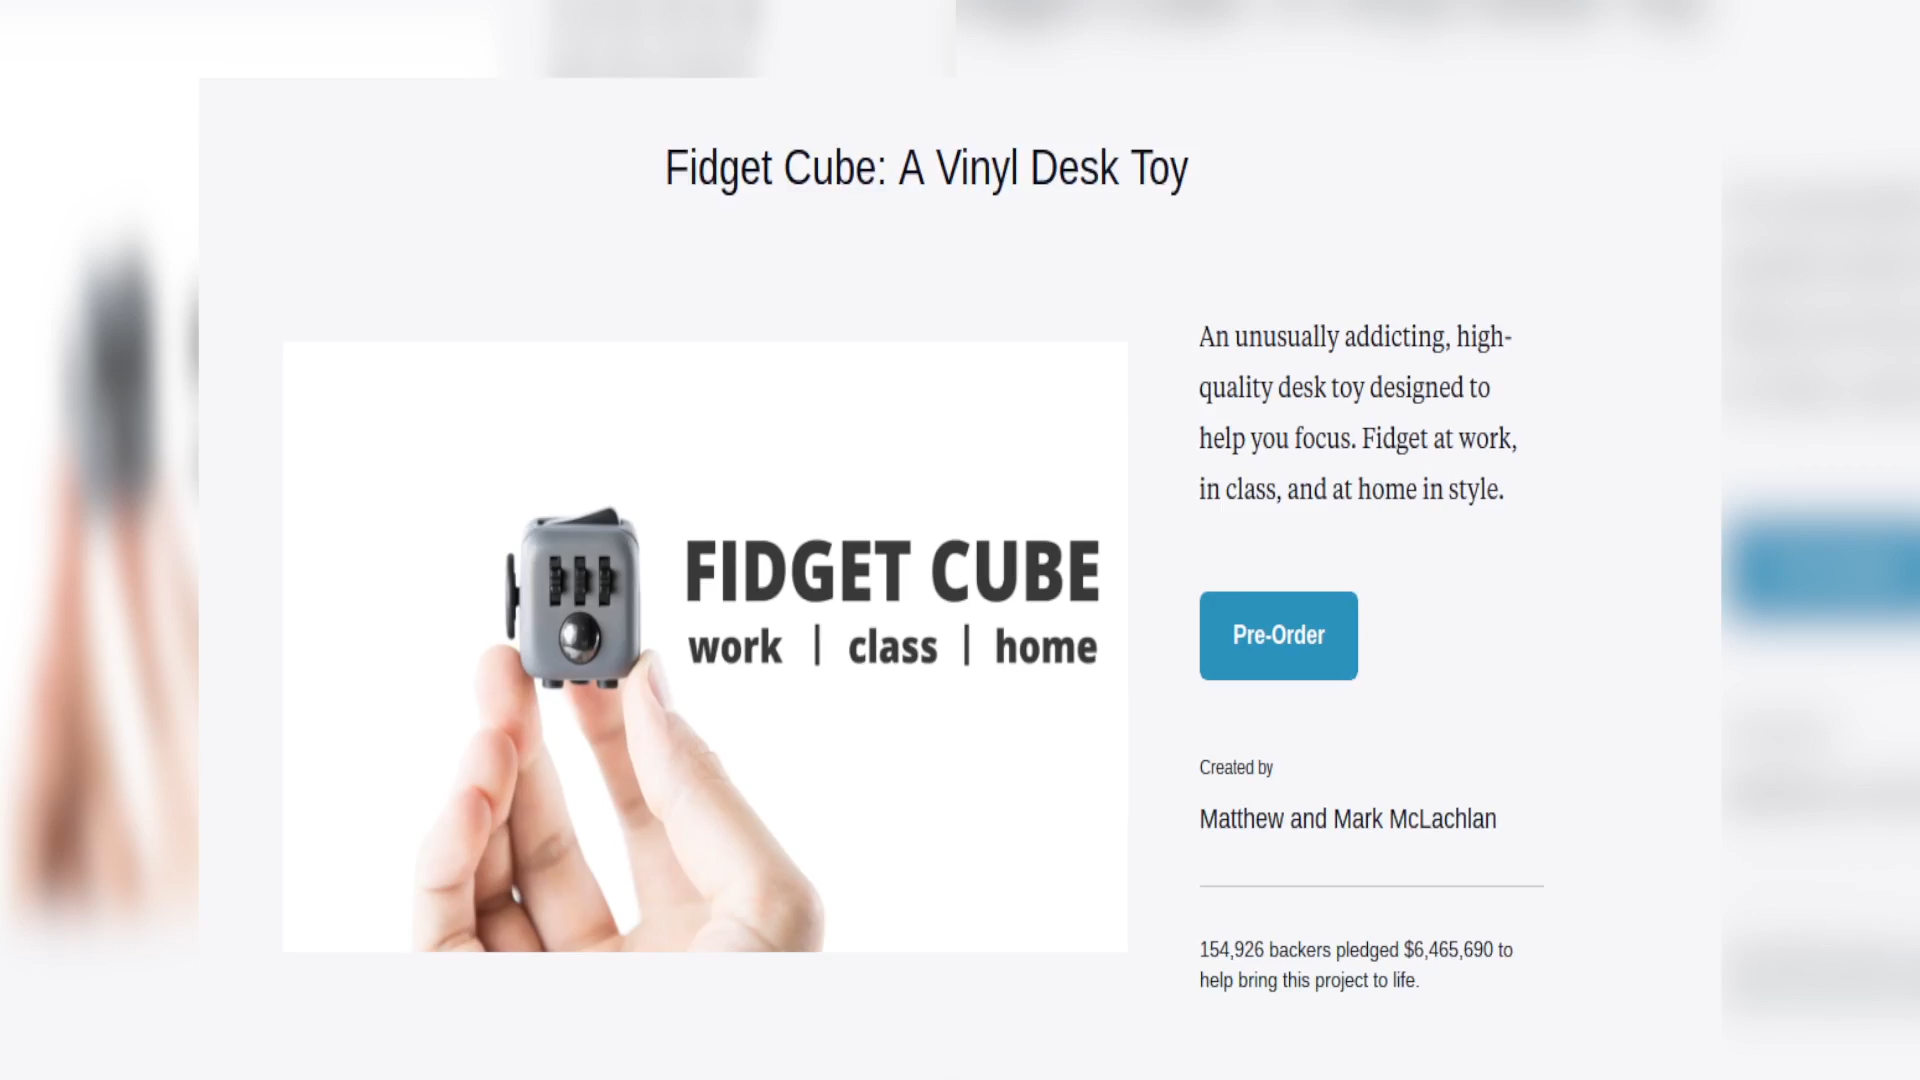 Fidget Cube: A Vinyl Desk Toy
An unusually addicting, high-
quality desk toy designed to
help you focus. Fidget at work,
in class, and at home in style.
FIDGET CUBE
work | class | home
Pre-Order
Created by
Matthew and Mark McLachlan
154,926 backers pledged $6,465,690 to
help bring this project to life.